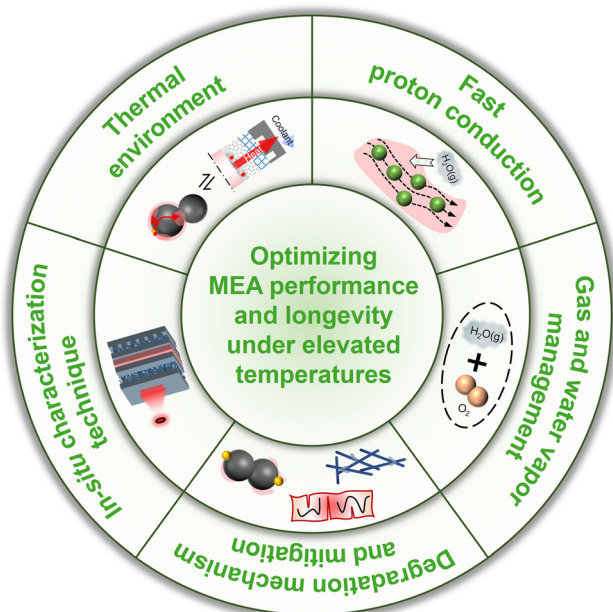 Thermal
environment
Fast
proton conduction
Coolant
Heat
H₂O(g)
Optimizing
MEA performance
and longevity
under elevated
temperatures
In-situ characterization
technique
Gas and water vapor
management
H₂O(g)
+
O₂
Degradation mechanism
and mitigation